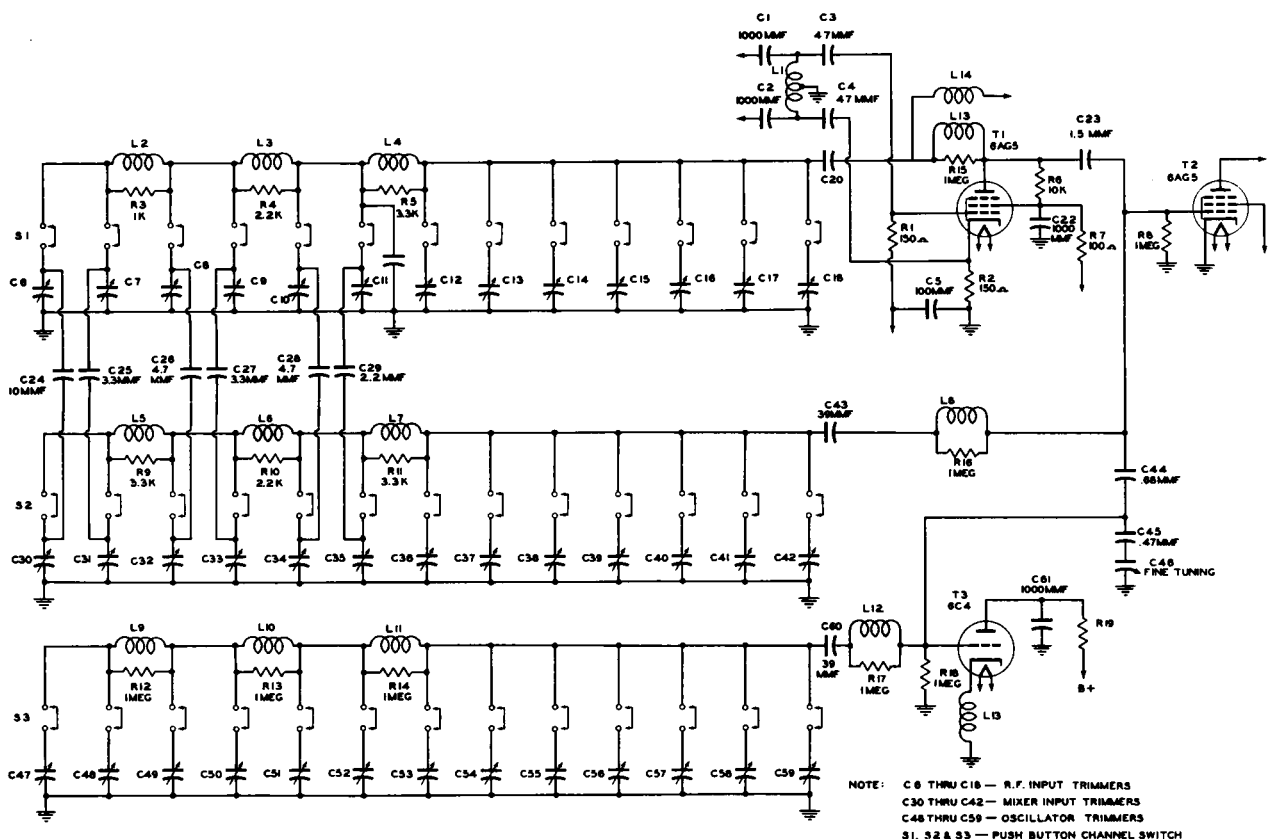 C1
1000MMF
C3
47MMF
L1
C2
1000MMF
C4
47 MMF
L14
L13
T1
6AG5
C23
1.5 MMF
T2
6AG5
L2
L3
L4
C20
R15
1MEG
R6
10K
R3
1K
R4
2.2K
R5
3.3K
R1
150Ω
C22
1000
MMF
R7
100Ω
R8
1MEG
S1
C6
C7
C8
C9
C10
C11
C12
C13
C14
C15
C16
C17
C18
C5
100MMF
R2
150Ω
C24
10MMF
C25
3.3MMF
C26
4.7
MMF
C27
3.3MMF
C28
4.7
MMF
C29
2.2MMF
L5
L6
L7
C43
39MMF
L8
R9
3.3K
R10
2.2K
R11
3.3K
R16
1MEG
C44
.68MMF
S2
C30
C31
C32
C33
C34
C35
C36
C37
C38
C39
C40
C41
C42
C45
.47MMF
C46
FINE TUNING
L9
L10
L11
C60
39
MMF
L12
T3
6C4
C61
1000MMF
R19
R12
1MEG
R13
1MEG
R14
1MEG
R17
1MEG
R18
1MEG
B+
S3
L13
C47
C48
C49
C50
C51
C52
C53
C54
C55
C56
C57
C58
C59
NOTE: C6 THRU C18 — R.F. INPUT TRIMMERS
C30 THRU C42 — MIXER INPUT TRIMMERS
C48 THRU C59 — OSCILLATOR TRIMMERS
S1, S2 & S3 — PUSH BUTTON CHANNEL SWITCH